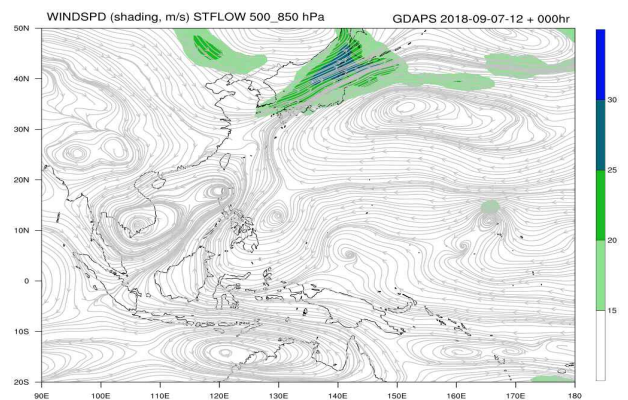 WINDSPD (shading, m/s) STFLOW 500_850 hPa GDAPS 2018-09-07-12 + 000hr
50N
40N
30N
20N
10N
0
10S
20S
90E 100E 110E 120E 130E 140E 150E 160E 170E 180
30
25
20
15